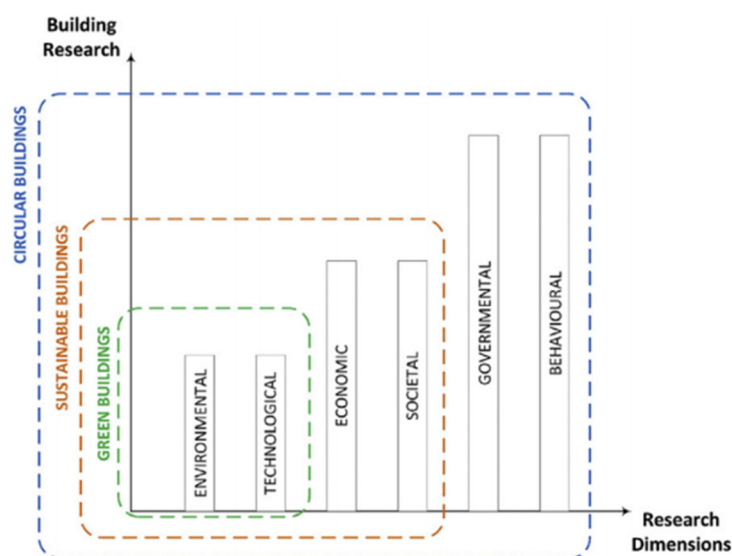 Building
Research
CIRCULAR BUILDINGS
SUSTAINABLE BUILDINGS
GREEN BUILDINGS
ENVIRONMENTAL
TECHNOLOGICAL
ECONOMIC
SOCIETAL
GOVERNMENTAL
BEHAVIOURAL
Research
Dimensions